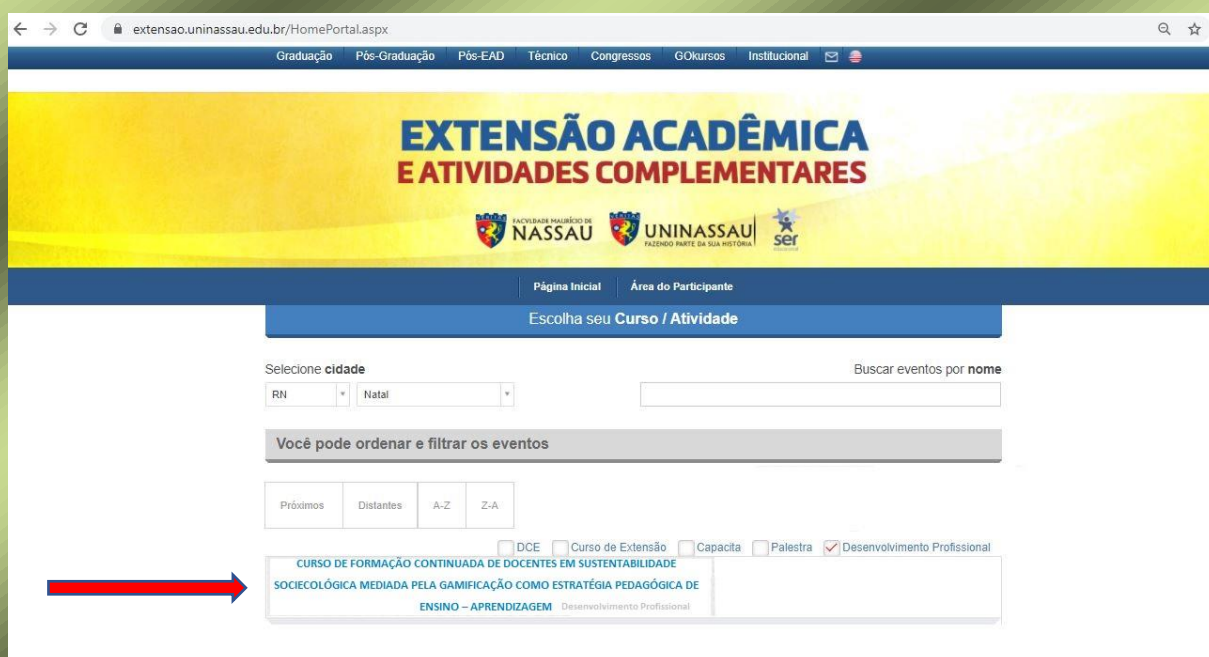 extensao.uninassau.edu.br/HomePortal.aspx
Graduação Pós-Graduação Pós-EAD Técnico Congressos GOkursos Institucional
EXTENSÃO ACADÊMICA
E ATIVIDADES COMPLEMENTARES
FACULDADE MAURÍCIO DE
NASSAU
UNINASSAU
FAZENDO PARTE DA SUA HISTÓRIA
ser
Página Inicial Área do Participante
Escolha seu Curso / Atividade
Selecione cidade Buscar eventos por nome
RN Natal
Você pode ordenar e filtrar os eventos
Próximos Distantes A-Z Z-A
DCE Curso de Extensão Capacita Palestra Desenvolvimento Profissional
CURSO DE FORMAÇÃO CONTINUADA DE DOCENTES EM SUSTENTABILIDADE
SOCIECOLÓGICA MEDIADA PELA GAMIFICAÇÃO COMO ESTRATÉGIA PEDAGÓGICA DE
ENSINO – APRENDIZAGEM Desenvolvimento Profissional